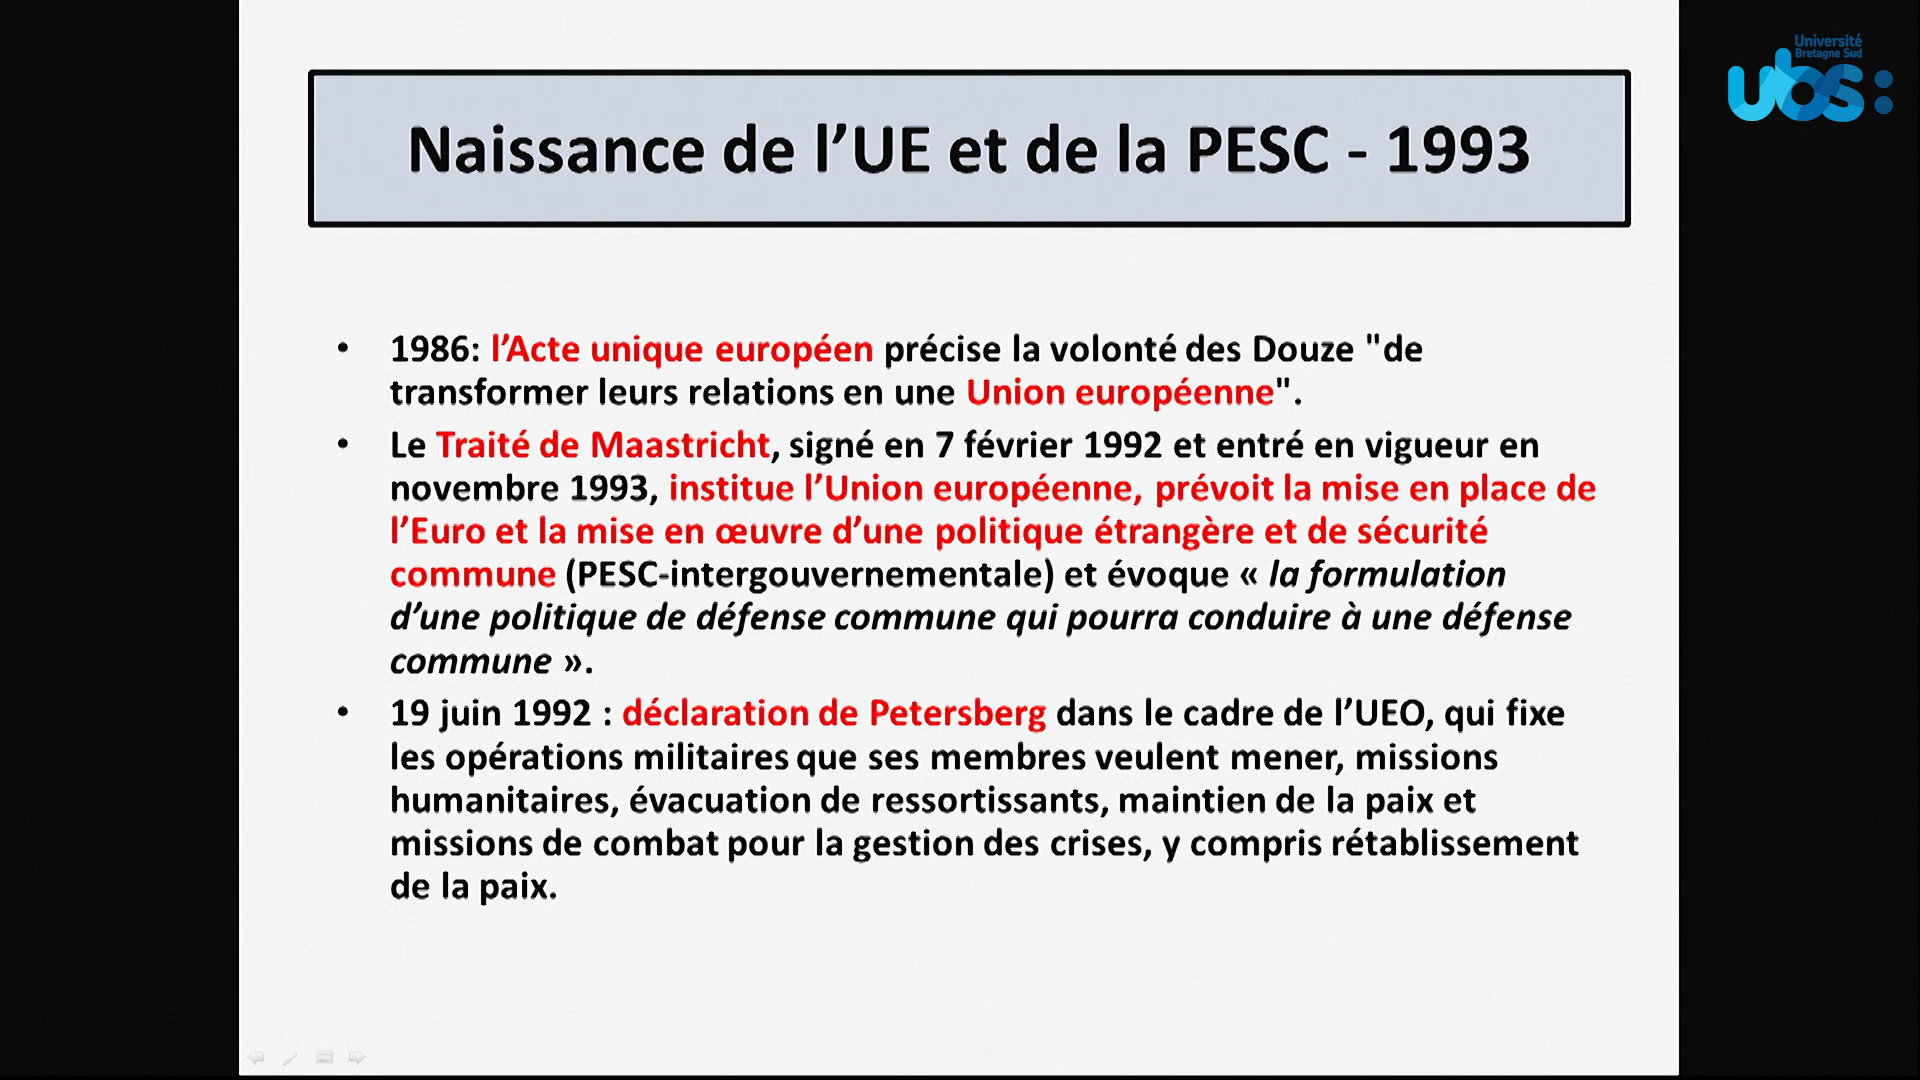 Université
Bretagne Sud
ubs:
Naissance de l’UE et de la PESC - 1993
• 1986: l’Acte unique européen précise la volonté des Douze "de
transformer leurs relations en une Union européenne".
• Le Traité de Maastricht, signé en 7 février 1992 et entré en vigueur en
novembre 1993, institue l’Union européenne, prévoit la mise en place de
l’Euro et la mise en œuvre d’une politique étrangère et de sécurité
commune (PESC-intergouvernementale) et évoque « la formulation
d’une politique de défense commune qui pourra conduire à une défense
commune ».
• 19 juin 1992 : déclaration de Petersberg dans le cadre de l’UEO, qui fixe
les opérations militaires que ses membres veulent mener, missions
humanitaires, évacuation de ressortissants, maintien de la paix et
missions de combat pour la gestion des crises, y compris rétablissement
de la paix.